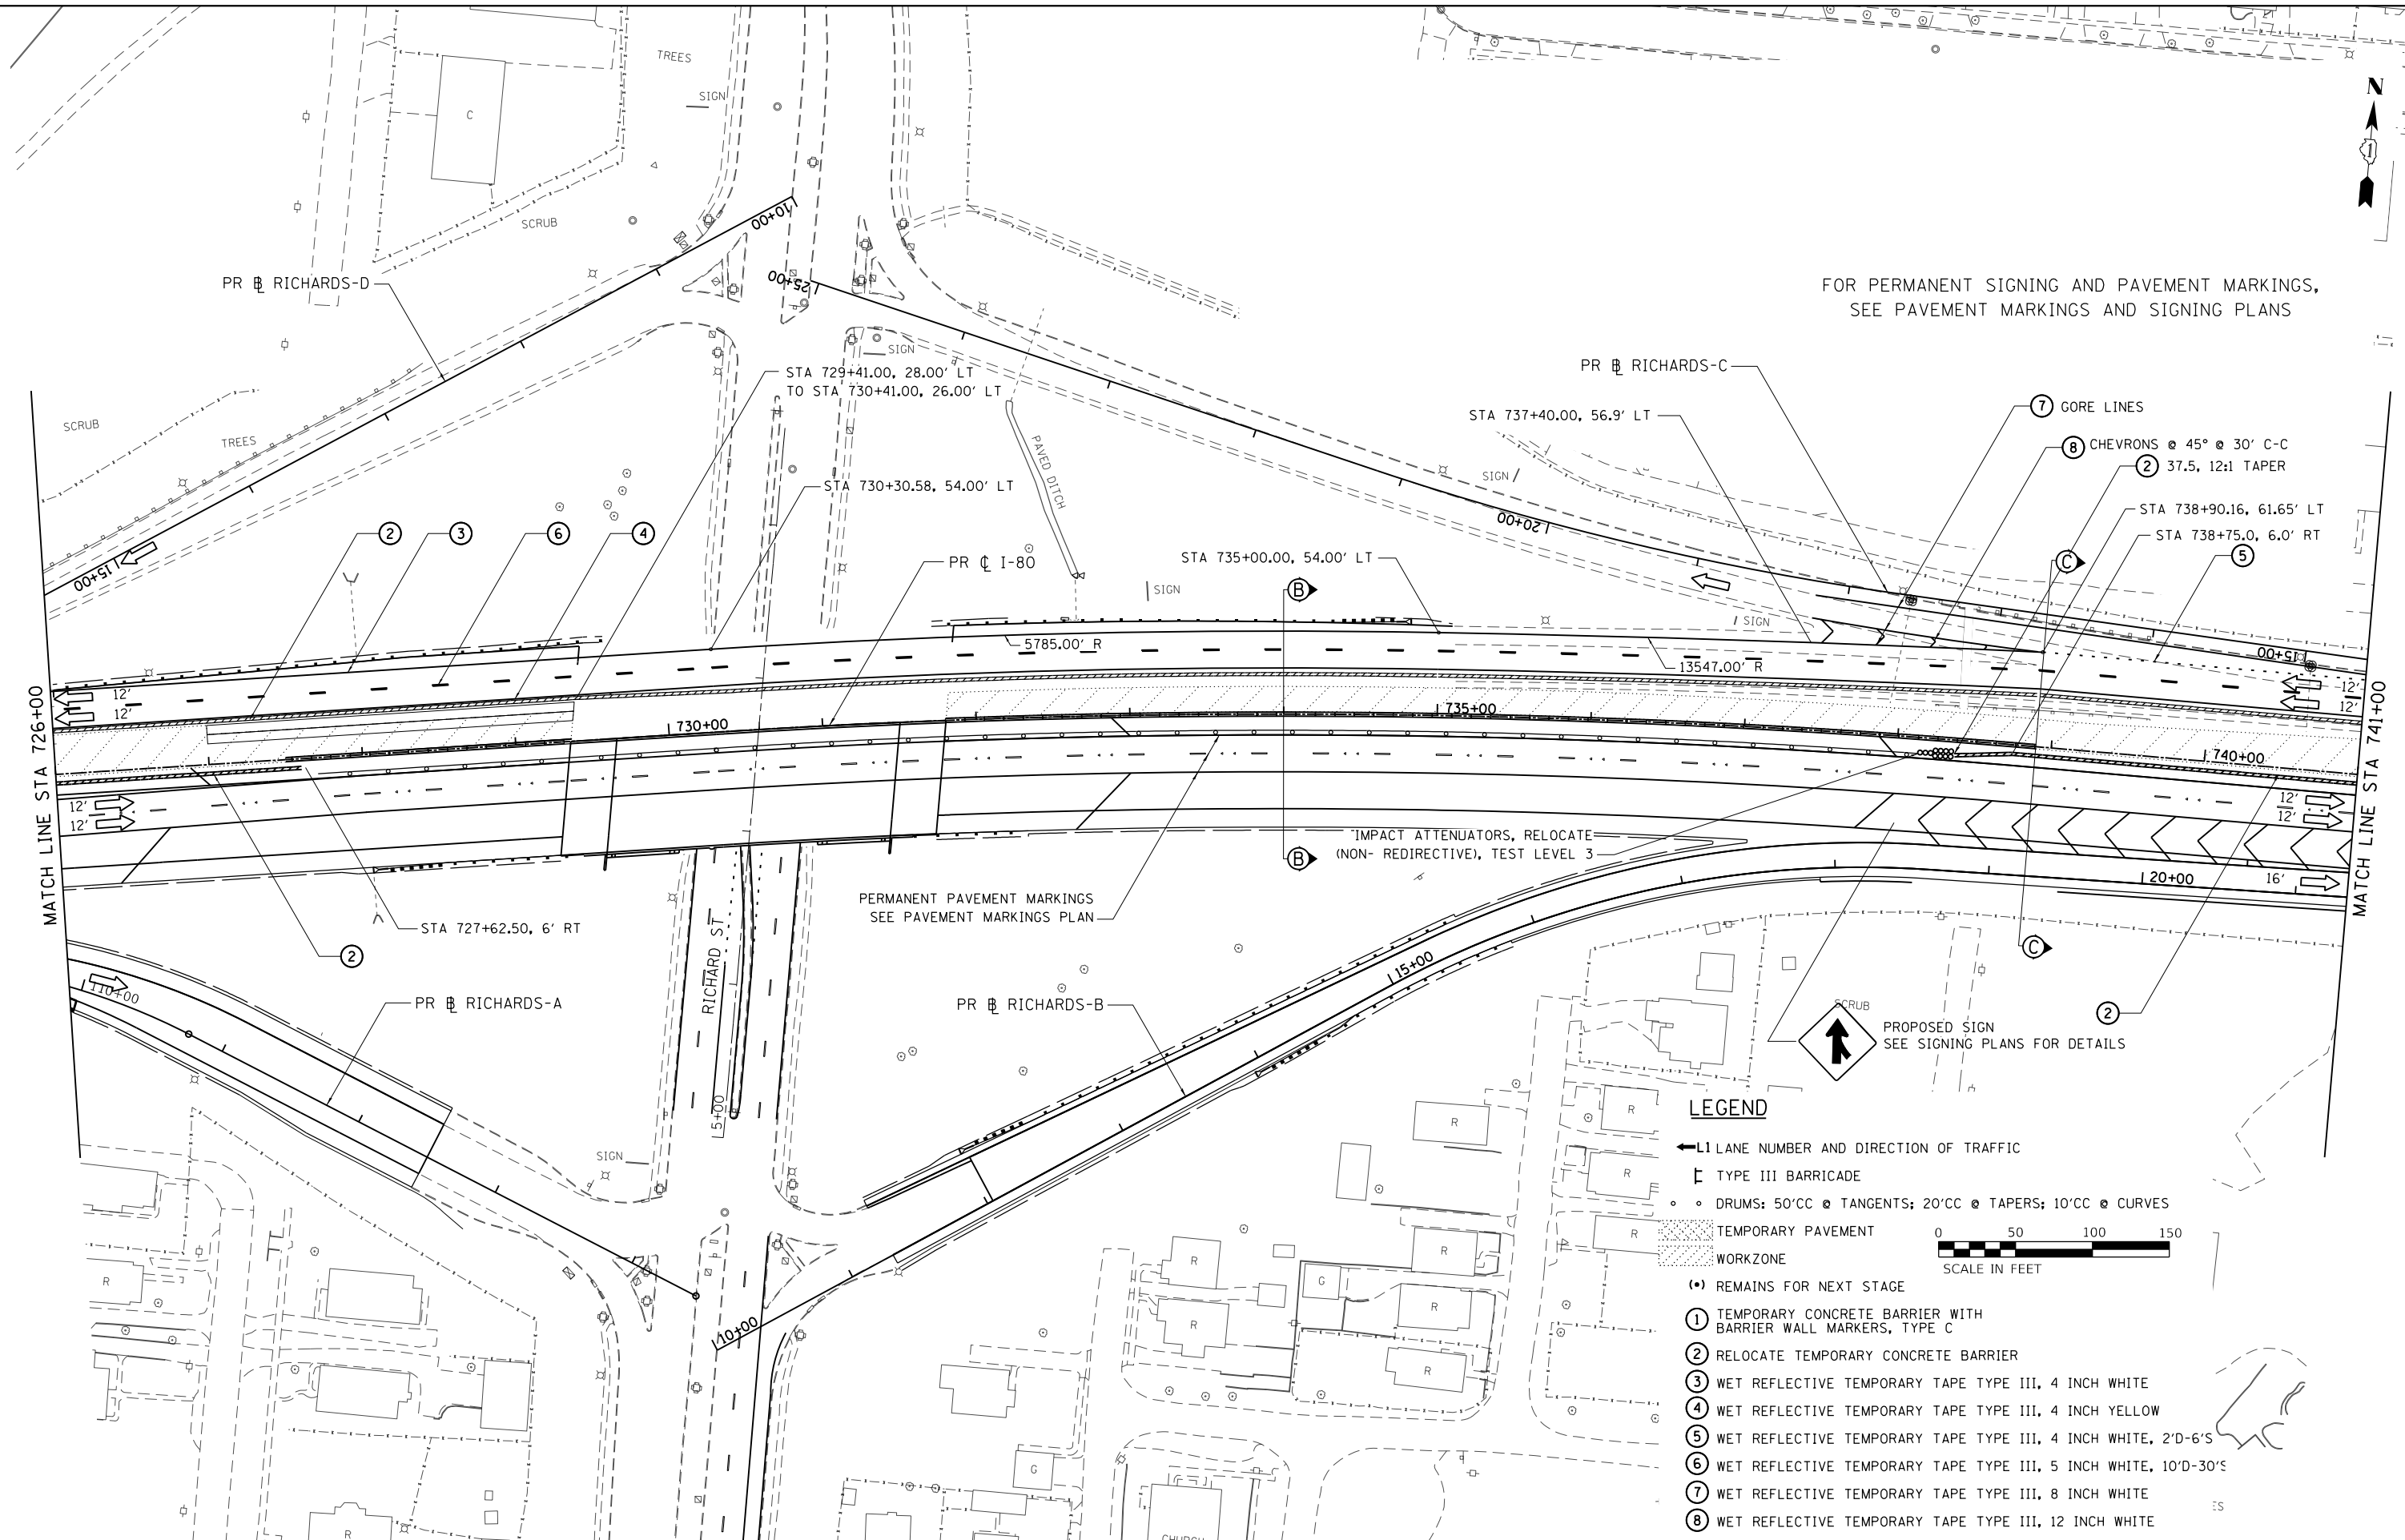 TREES
C
SIGN
N
1
SCRUB
10+00
25+00
PR BL RICHARDS-D
FOR PERMANENT SIGNING AND PAVEMENT MARKINGS,
SEE PAVEMENT MARKINGS AND SIGNING PLANS
SIGN
STA 729+41.00, 28.00' LT
TO STA 730+41.00, 26.00' LT
PR BL RICHARDS-C
STA 737+40.00, 56.9' LT
7 GORE LINES
8 CHEVRONS @ 45° @ 30' C-C
2 37.5, 12:1 TAPER
SCRUB
TREES
PAVED DITCH
SIGN
STA 730+30.58, 54.00' LT
20+00
STA 738+90.16, 61.65' LT
STA 738+75.0, 6.0' RT
5
2
3
6
4
PR CL I-80
STA 735+00.00, 54.00' LT
C
B
SIGN
15+00
SIGN
5785.00' R
13547.00' R
15+00
12'
12'
12'
12'
MATCH LINE STA 726+00
730+00
735+00
740+00
MATCH LINE STA 741+00
12'
12'
12'
12'
IMPACT ATTENUATORS, RELOCATE
(NON- REDIRECTIVE), TEST LEVEL 3
B
16'
20+00
PERMANENT PAVEMENT MARKINGS
SEE PAVEMENT MARKINGS PLAN
STA 727+62.50, 6' RT
2
C
RICHARD ST
15+00
110+00
PR BL RICHARDS-A
PR BL RICHARDS-B
SCRUB
2
PROPOSED SIGN
SEE SIGNING PLANS FOR DETAILS
5+00
SIGN
R
R
R
R
R
R
R
R
R
R
R
G
G
10+00
CHURCH
LEGEND
L1 LANE NUMBER AND DIRECTION OF TRAFFIC
TYPE III BARRICADE
DRUMS: 50'CC @ TANGENTS; 20'CC @ TAPERS; 10'CC @ CURVES
TEMPORARY PAVEMENT
WORKZONE
0 50 100 150
SCALE IN FEET
(•) REMAINS FOR NEXT STAGE
1 TEMPORARY CONCRETE BARRIER WITH
BARRIER WALL MARKERS, TYPE C
2 RELOCATE TEMPORARY CONCRETE BARRIER
3 WET REFLECTIVE TEMPORARY TAPE TYPE III, 4 INCH WHITE
4 WET REFLECTIVE TEMPORARY TAPE TYPE III, 4 INCH YELLOW
5 WET REFLECTIVE TEMPORARY TAPE TYPE III, 4 INCH WHITE, 2'D-6'S
6 WET REFLECTIVE TEMPORARY TAPE TYPE III, 5 INCH WHITE, 10'D-30'S
7 WET REFLECTIVE TEMPORARY TAPE TYPE III, 8 INCH WHITE
8 WET REFLECTIVE TEMPORARY TAPE TYPE III, 12 INCH WHITE